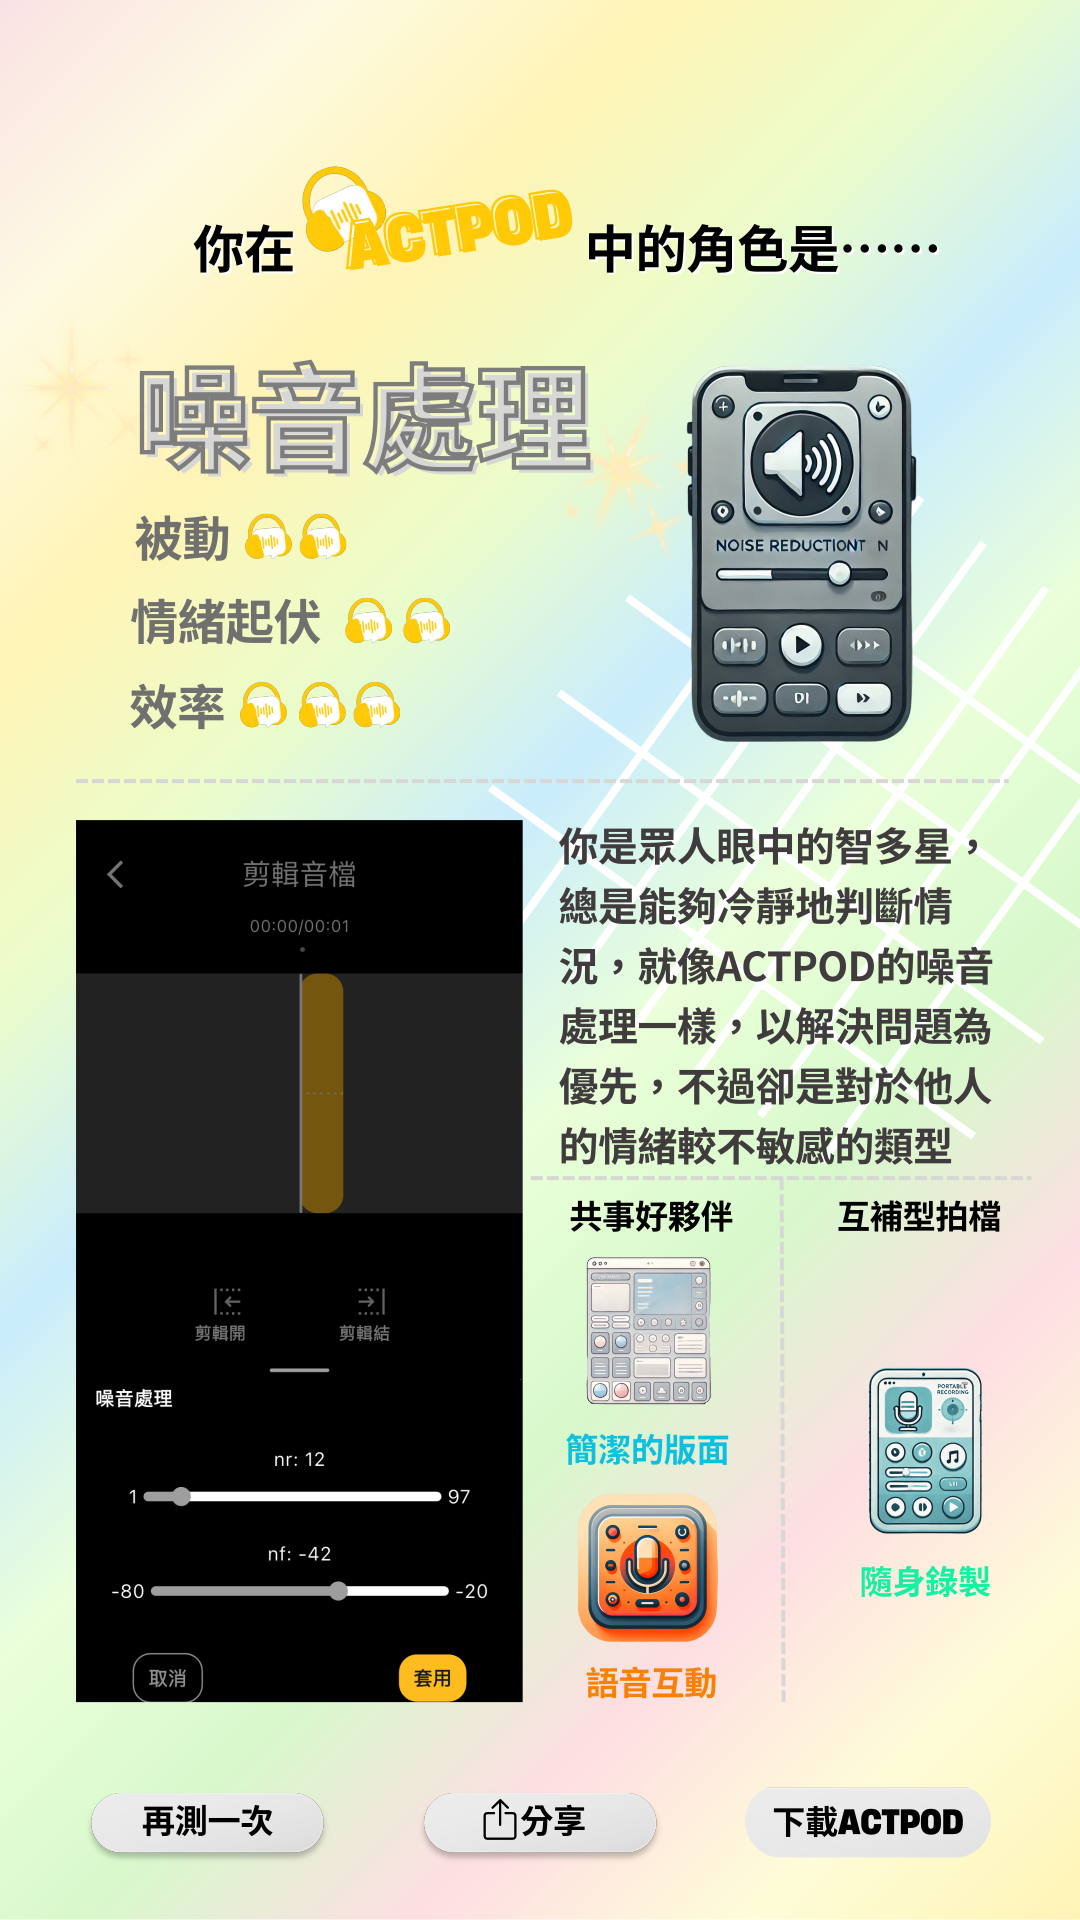 你在 ACTPOD 中的角色是⋯⋯
噪音處理
被動
情緒起伏
效率
NOISE REDUCTIONT N
DI
剪輯音檔
00:00/00:01
剪輯開
剪輯結
噪音處理
nr: 12
1
97
nf: -42
-80
-20
取消
套用
你是眾人眼中的智多星，
總是能夠冷靜地判斷情
況，就像ACTPOD的噪音
處理一樣，以解決問題為
優先，不過卻是對於他人
的情緒較不敏感的類型
共事好夥伴
簡潔的版面
語音互動
互補型拍檔
PORTABLE
RECORDING
隨身錄製
再測一次
分享
下載ACTPOD